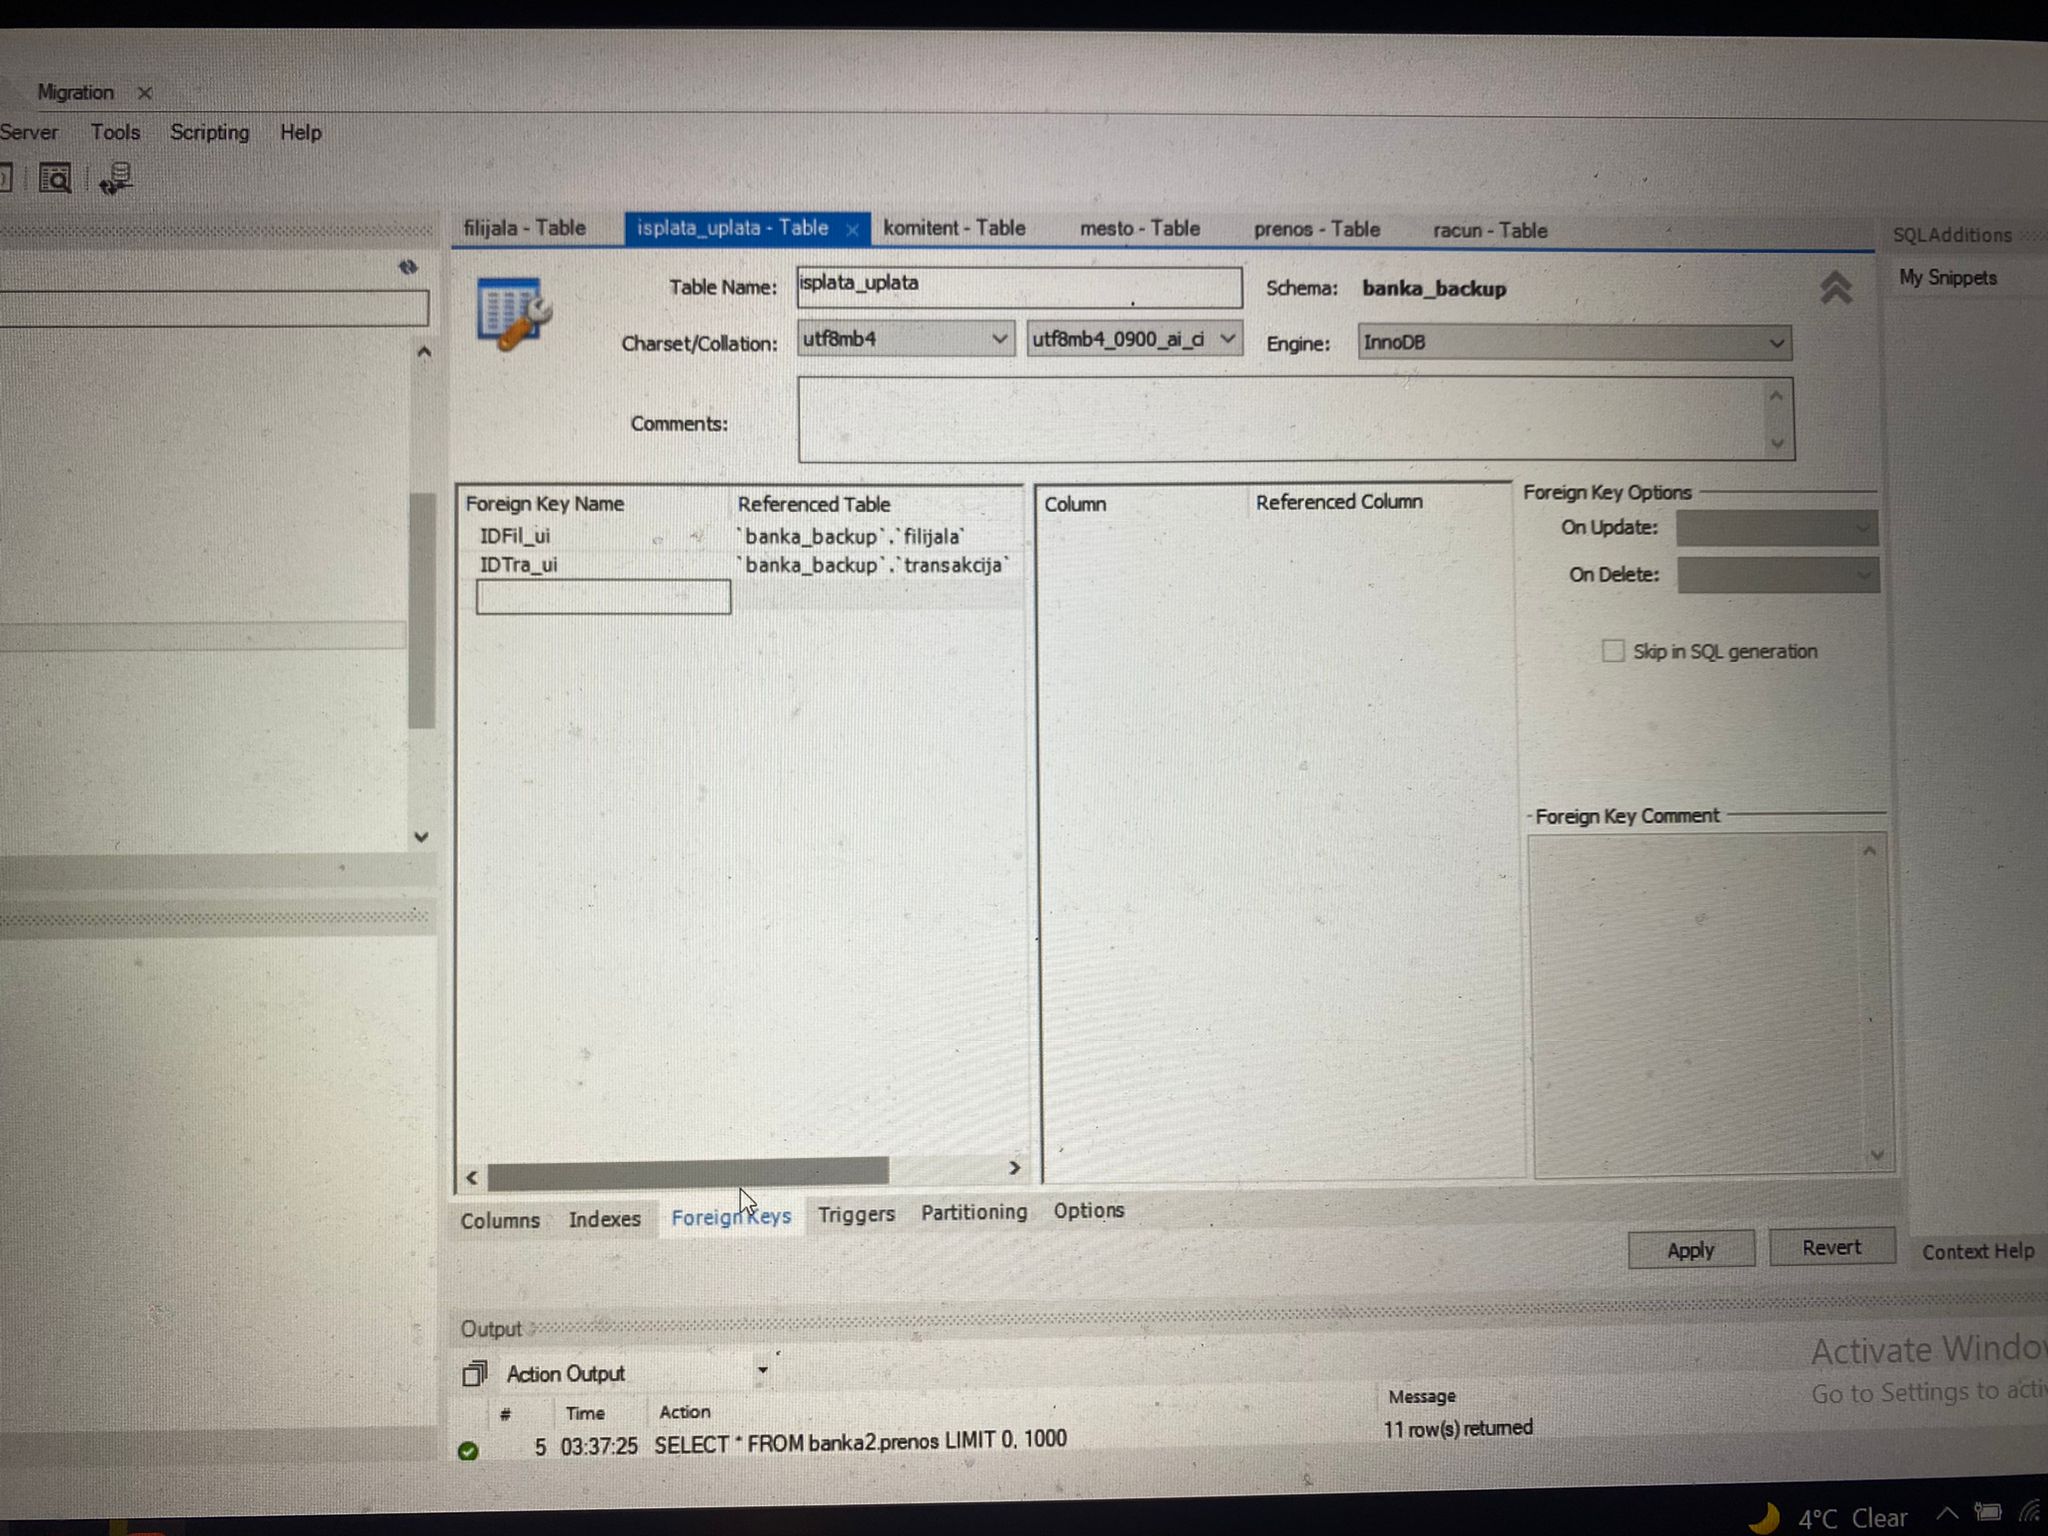 Migration
Server Tools Scripting Help
filijala - Table isplata_uplata - Table komitent - Table mesto - Table prenos - Table racun - Table
SQLAdditions
My Snippets
Table Name: isplata_uplata Schema: banka_backup
Charset/Collation: utf8mb4 utf8mb4_0900_ai_ci Engine: InnoDB
Comments:
Foreign Key Name Referenced Table
IDFil_ui `banka_backup`.`filijala`
IDTra_ui `banka_backup`.`transakcija`
Column Referenced Column
Foreign Key Options
On Update:
On Delete:
Skip in SQL generation
Foreign Key Comment
Columns Indexes Foreign Keys Triggers Partitioning Options
Apply Revert
Context Help
Output
Action Output
# Time Action Message
5 03:37:25 SELECT * FROM banka2.prenos LIMIT 0, 1000 11 row(s) returned
Activate Window
Go to Settings to activ
4°C Clear